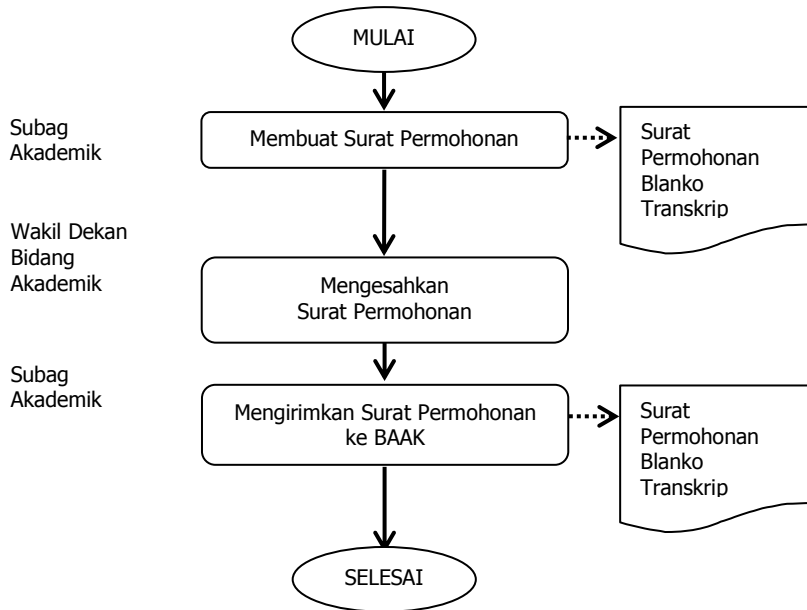 MULAI
Subag
Akademik
Membuat Surat Permohonan
Surat
Permohonan
Blanko
Transkrip
Wakil Dekan
Bidang
Akademik
Mengesahkan
Surat Permohonan
Subag
Akademik
Mengirimkan Surat Permohonan
ke BAAK
Surat
Permohonan
Blanko
Transkrip
SELESAI